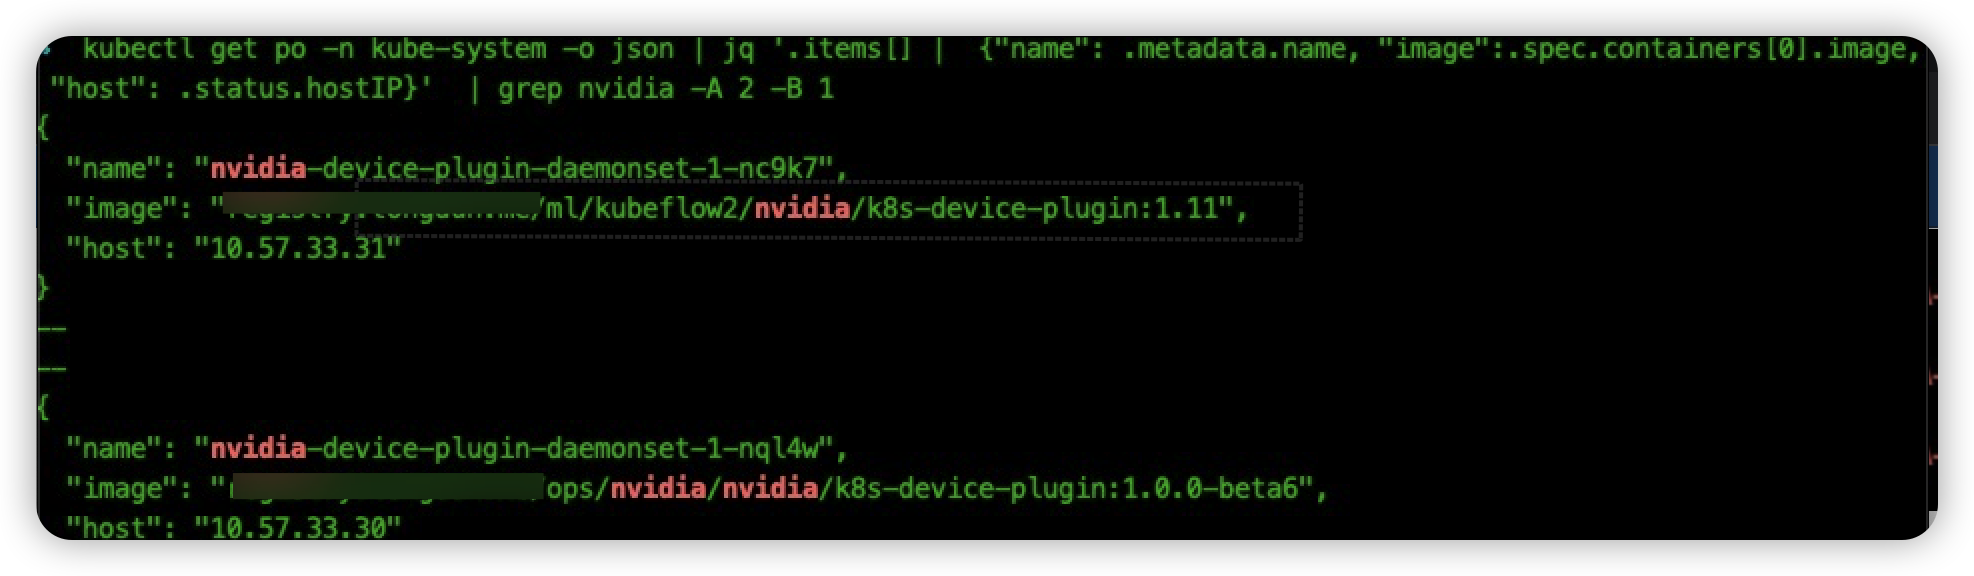 kubectl get po -n kube-system -o json | jq '.items[] |  {"name": .metadata.name, "image":.spec.containers[0].image,
"host": .status.hostIP}'  | grep nvidia -A 2 -B 1
{
"name": "nvidia-device-plugin-daemonset-1-nc9k7",
"image": "/ml/kubeflow2/nvidia/k8s-device-plugin:1.11",
"host": "10.57.33.31"
}
--
--
{
"name": "nvidia-device-plugin-daemonset-1-nql4w",
"image": "/ops/nvidia/nvidia/k8s-device-plugin:1.0.0-beta6",
"host": "10.57.33.30"